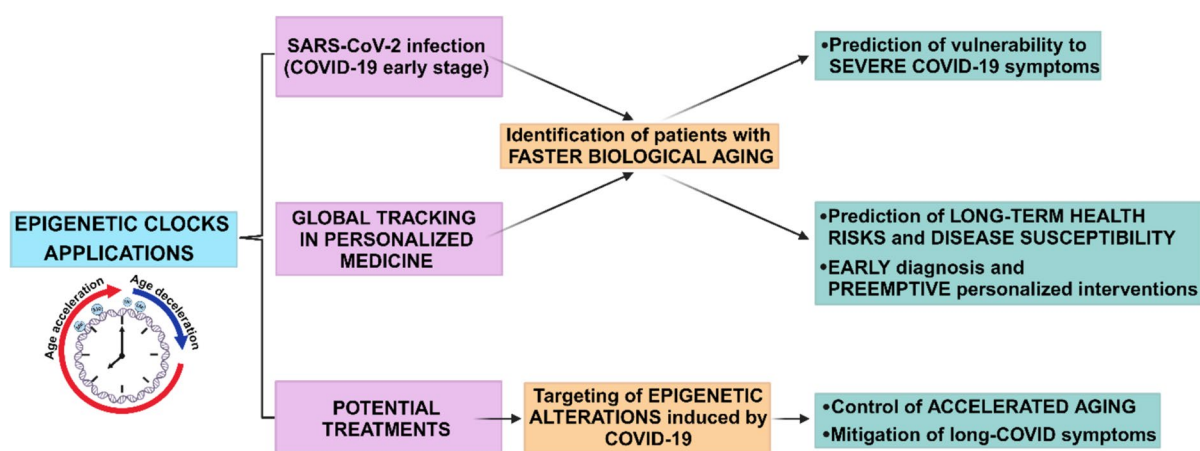 SARS-CoV-2 infection
(COVID-19 early stage)
•Prediction of vulnerability to
SEVERE COVID-19 symptoms
Identification of patients with
FASTER BIOLOGICAL AGING
EPIGENETIC CLOCKS
APPLICATIONS
GLOBAL TRACKING
IN PERSONALIZED
MEDICINE
•Prediction of LONG-TERM HEALTH
RISKS and DISEASE SUSCEPTIBILITY
•EARLY diagnosis and
PREEMPTIVE personalized interventions
Age acceleration
Age deceleration
POTENTIAL
TREATMENTS
Targeting of EPIGENETIC
ALTERATIONS induced by
COVID-19
•Control of ACCELERATED AGING
•Mitigation of long-COVID symptoms